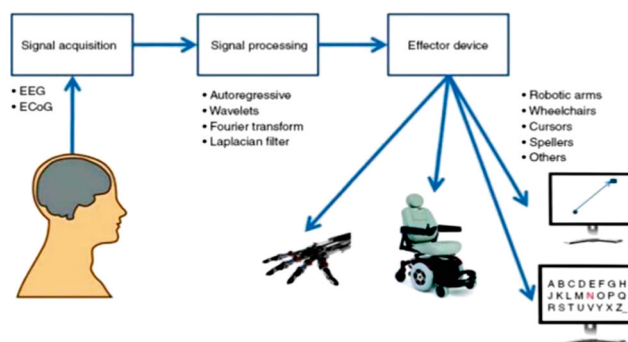 Signal acquisition
Signal processing
Effector device
• EEG
• ECoG
• Autoregressive
• Wavelets
• Fourier transform
• Laplacian filter
• Robotic arms
• Wheelchairs
• Cursors
• Spellers
• Others
A B C D E F G H
J K L M N O P Q
R S T U V Y X Z _